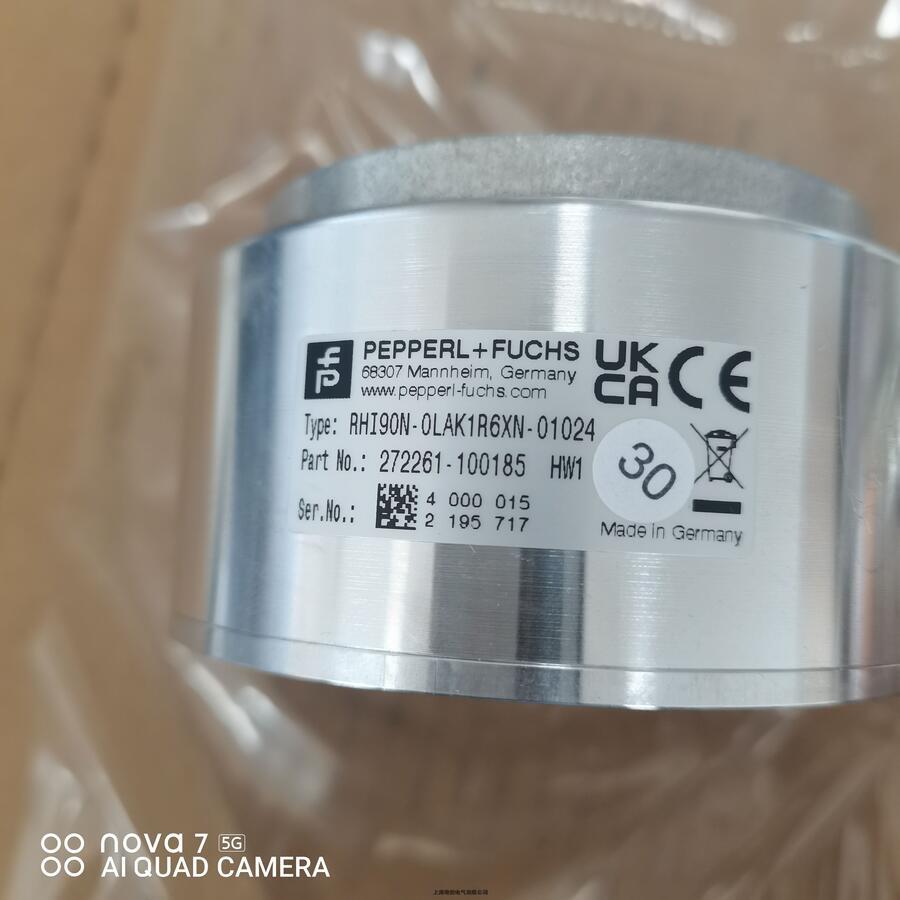 PEPPERL+FUCHS
68307 Mannheim, Germany
www.pepperl-fuchs.com
UK
CA
CE
Type: RHI90N-0LAK1R6XN-01024
Part No.: 272261-100185 HW1
30
Ser.No.: 4 000 015
2 195 717
Made in Germany
nova 7 5G
AI QUAD CAMERA